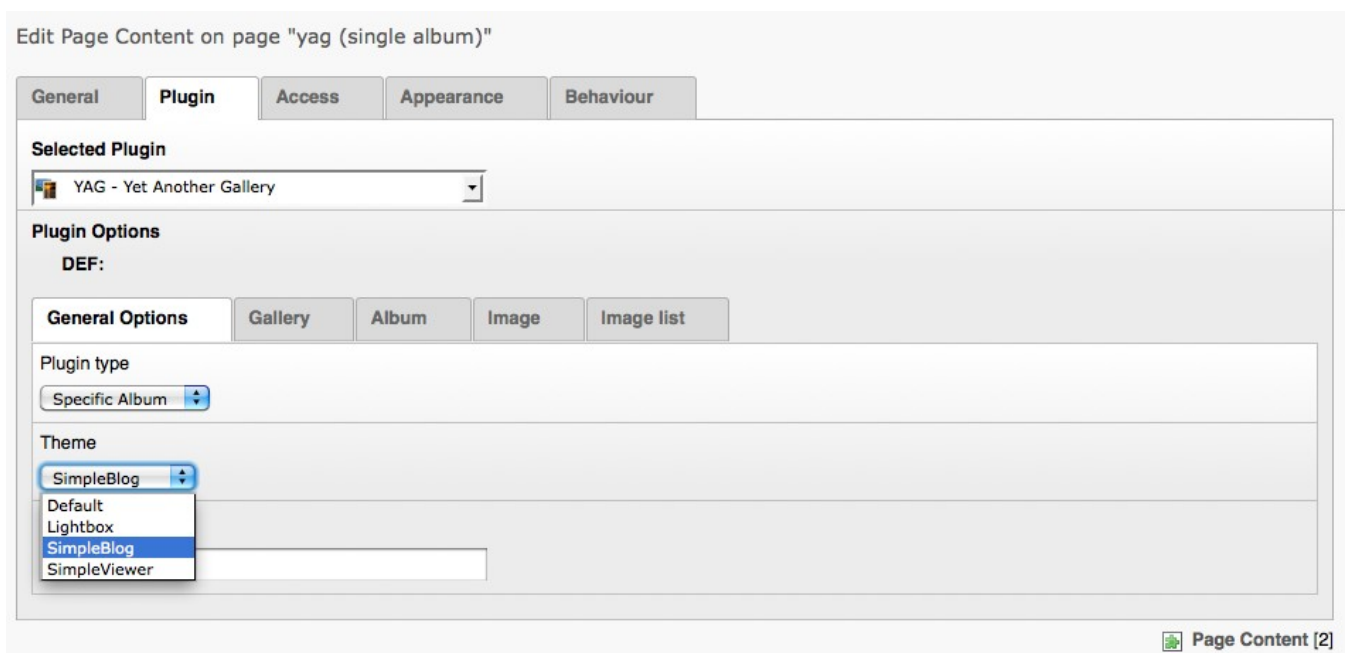 Edit Page Content on page "yag (single album)"
General Plugin Access Appearance Behaviour
Selected Plugin
YAG - Yet Another Gallery
Plugin Options
DEF:
General Options Gallery Album Image Image list
Plugin type
Specific Album
Theme
SimpleBlog
Default
Lightbox
SimpleBlog
SimpleViewer
Page Content [2]